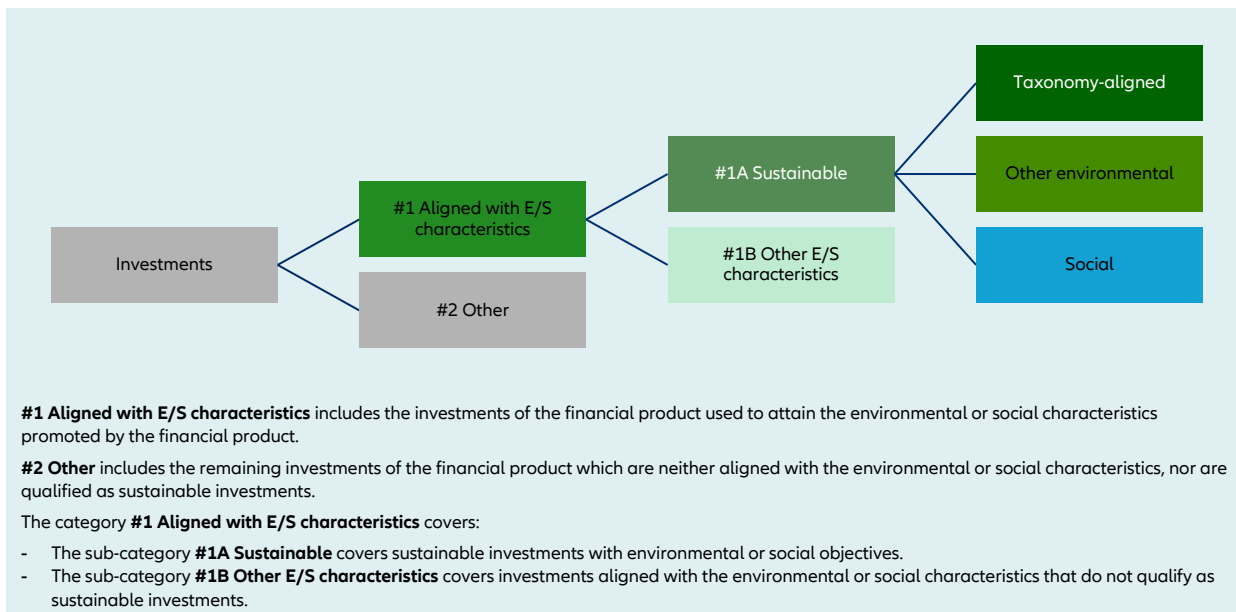 Investments
#1 Aligned with E/S
characteristics
#2 Other
#1A Sustainable
#1B Other E/S
characteristics
Taxonomy-aligned
Other environmental
Social
#1 Aligned with E/S characteristics includes the investments of the financial product used to attain the environmental or social characteristics
promoted by the financial product.
#2 Other includes the remaining investments of the financial product which are neither aligned with the environmental or social characteristics, nor are
qualified as sustainable investments.
The category #1 Aligned with E/S characteristics covers:
- The sub-category #1A Sustainable covers sustainable investments with environmental or social objectives.
- The sub-category #1B Other E/S characteristics covers investments aligned with the environmental or social characteristics that do not qualify as
sustainable investments.